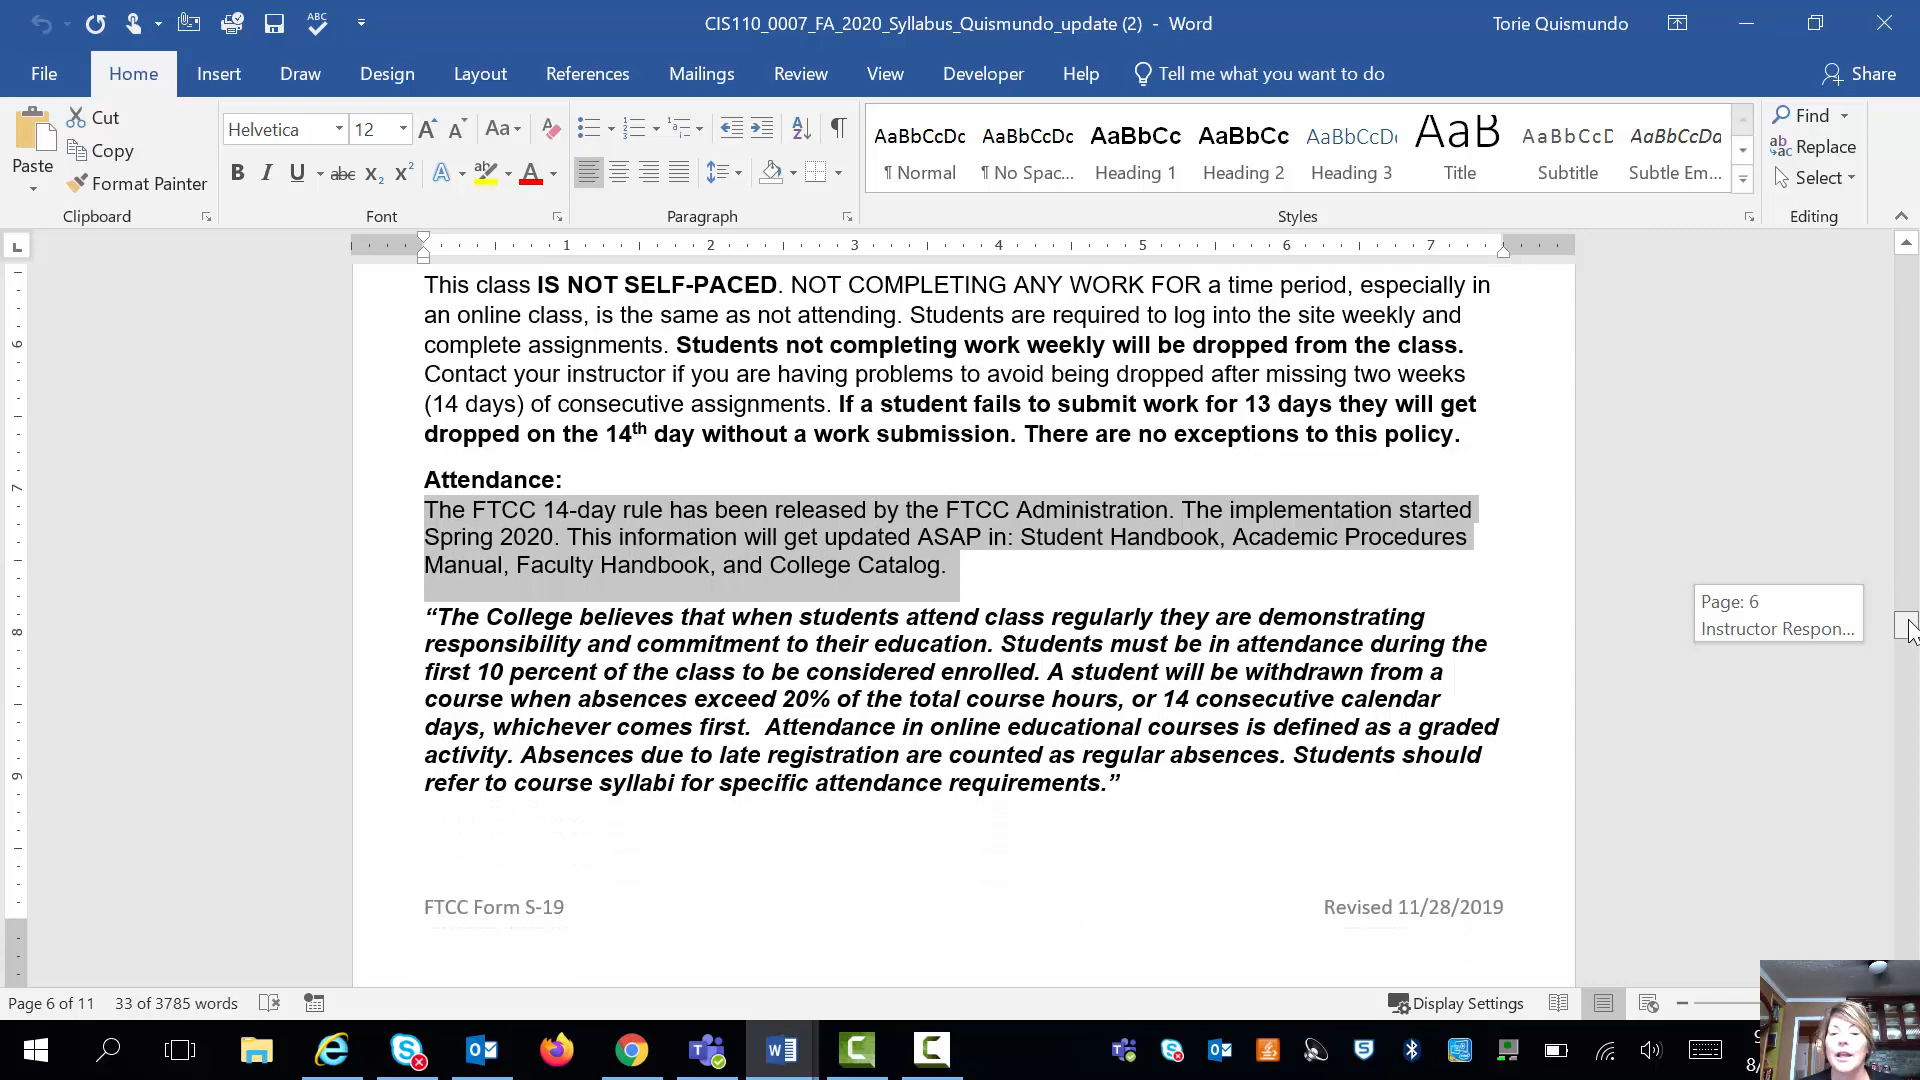 ABC
CIS110_0007_FA_2020_Syllabus_Quismundo_update (2) - Word
Torie Quismundo
File Home Insert Draw Design Layout References Mailings Review View Developer Help Tell me what you want to do Share
Paste
Cut
Copy
Format Painter
Clipboard
Helvetica 12
Font
Paragraph
AaBbCcDc AaBbCcDc AaBbCc AaBbCc AaBbCcD AaB AaBbCcD AaBbCcDa
¶ Normal ¶ No Spac... Heading 1 Heading 2 Heading 3 Title Subtitle Subtle Em...
Styles
Find
Replace
Select
Editing
1 2 3 4 5 6 7
This class IS NOT SELF-PACED. NOT COMPLETING ANY WORK FOR a time period, especially in
an online class, is the same as not attending. Students are required to log into the site weekly and
complete assignments. Students not completing work weekly will be dropped from the class.
Contact your instructor if you are having problems to avoid being dropped after missing two weeks
(14 days) of consecutive assignments. If a student fails to submit work for 13 days they will get
dropped on the 14th day without a work submission. There are no exceptions to this policy.
Attendance:
The FTCC 14-day rule has been released by the FTCC Administration. The implementation started
Spring 2020. This information will get updated ASAP in: Student Handbook, Academic Procedures
Manual, Faculty Handbook, and College Catalog.
“The College believes that when students attend class regularly they are demonstrating
responsibility and commitment to their education. Students must be in attendance during the
first 10 percent of the class to be considered enrolled. A student will be withdrawn from a
course when absences exceed 20% of the total course hours, or 14 consecutive calendar
days, whichever comes first. Attendance in online educational courses is defined as a graded
activity. Absences due to late registration are counted as regular absences. Students should
refer to course syllabi for specific attendance requirements.”
FTCC Form S-19
Revised 11/28/2019
Page: 6
Instructor Respon...
6
7
8
9
Page 6 of 11 33 of 3785 words
Display Settings